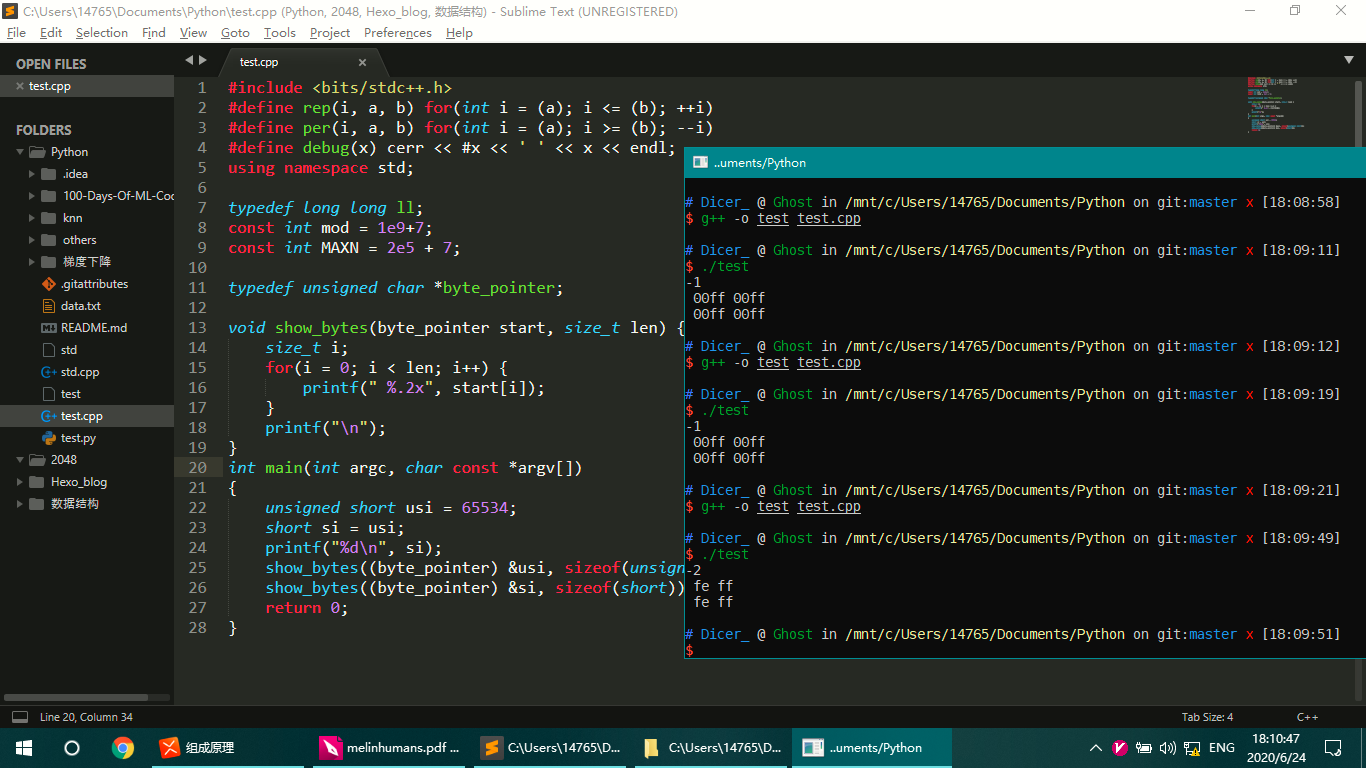 C:\Users\14765\Documents\Python\test.cpp (Python, 2048, Hexo_blog, 数据结构) - Sublime Text (UNREGISTERED)
File Edit Selection Find View Goto Tools Project Preferences Help
OPEN FILES
test.cpp
FOLDERS
Python
.idea
100-Days-Of-ML-Coc
knn
others
梯度下降
.gitattributes
data.txt
README.md
std
std.cpp
test
test.cpp
test.py
2048
Hexo_blog
数据结构
test.cpp
1 #include <bits/stdc++.h>
2 #define rep(i, a, b) for(int i = (a); i <= (b); ++i)
3 #define per(i, a, b) for(int i = (a); i >= (b); --i)
4 #define debug(x) cerr << #x << ' ' << x << endl;
5 using namespace std;
6
7 typedef long long ll;
8 const int mod = 1e9+7;
9 const int MAXN = 2e5 + 7;
10
11 typedef unsigned char *byte_pointer;
12
13 void show_bytes(byte_pointer start, size_t len) {
14 size_t i;
15 for(i = 0; i < len; i++) {
16 printf(" %.2x", start[i]);
17 }
18 printf("\n");
19 }
20 int main(int argc, char const *argv[])
21 {
22 unsigned short usi = 65534;
23 short si = usi;
24 printf("%d\n", si);
25 show_bytes((byte_pointer) &usi, sizeof(unsign
26 show_bytes((byte_pointer) &si, sizeof(short))
27 return 0;
28 }
..uments/Python
# Dicer_ @ Ghost in /mnt/c/Users/14765/Documents/Python on git:master x [18:08:58]
$ g++ -o test test.cpp
# Dicer_ @ Ghost in /mnt/c/Users/14765/Documents/Python on git:master x [18:09:11]
$ ./test
-1
00ff 00ff
00ff 00ff
# Dicer_ @ Ghost in /mnt/c/Users/14765/Documents/Python on git:master x [18:09:12]
$ g++ -o test test.cpp
# Dicer_ @ Ghost in /mnt/c/Users/14765/Documents/Python on git:master x [18:09:19]
$ ./test
-1
00ff 00ff
00ff 00ff
# Dicer_ @ Ghost in /mnt/c/Users/14765/Documents/Python on git:master x [18:09:21]
$ g++ -o test test.cpp
# Dicer_ @ Ghost in /mnt/c/Users/14765/Documents/Python on git:master x [18:09:49]
$ ./test
-2
fe ff
fe ff
# Dicer_ @ Ghost in /mnt/c/Users/14765/Documents/Python on git:master x [18:09:51]
$
Line 20, Column 34
Tab Size: 4
C++
组成原理
melinhumans.pdf ...
C:\Users\14765\D...
C:\Users\14765\D...
..uments/Python
ENG
18:10:47
2020/6/24